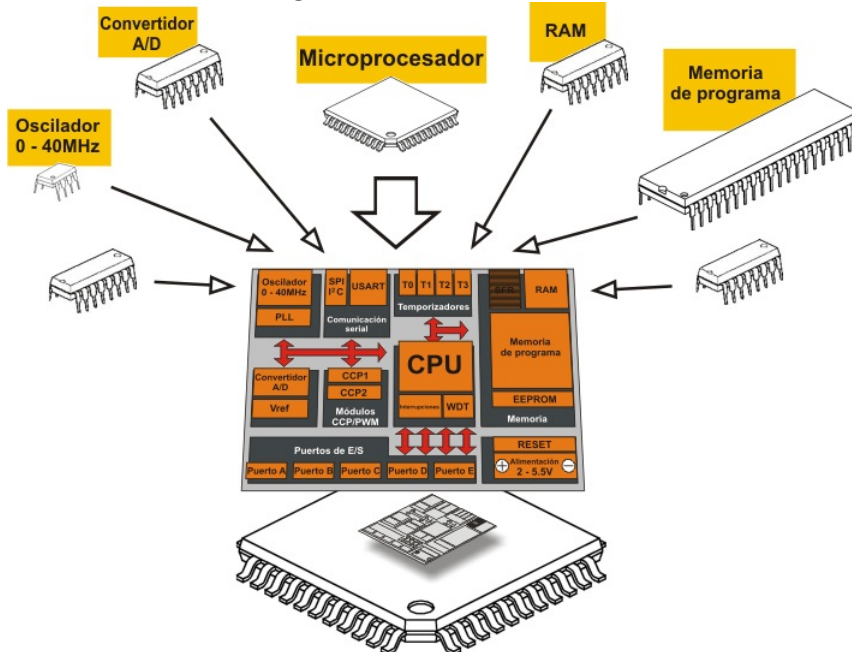 Convertidor
A/D
Microprocesador
RAM
Memoria
de programa
Oscilador
0 - 40MHz
Oscilador
0 - 40MHz
PLL
SPI
I²C
USART
Comunicación
serial
T0 T1 T2 T3
Temporizadores
RAM
Memoria
de programa
EEPROM
Memoria
Convertidor
A/D
Vref
CCP1
CCP2
Módulos
CCP/PWM
CPU
Interrupciones
WDT
Puertos de E/S
Puerto A Puerto B Puerto C Puerto D Puerto E
RESET
Alimentación
2 - 5.5V